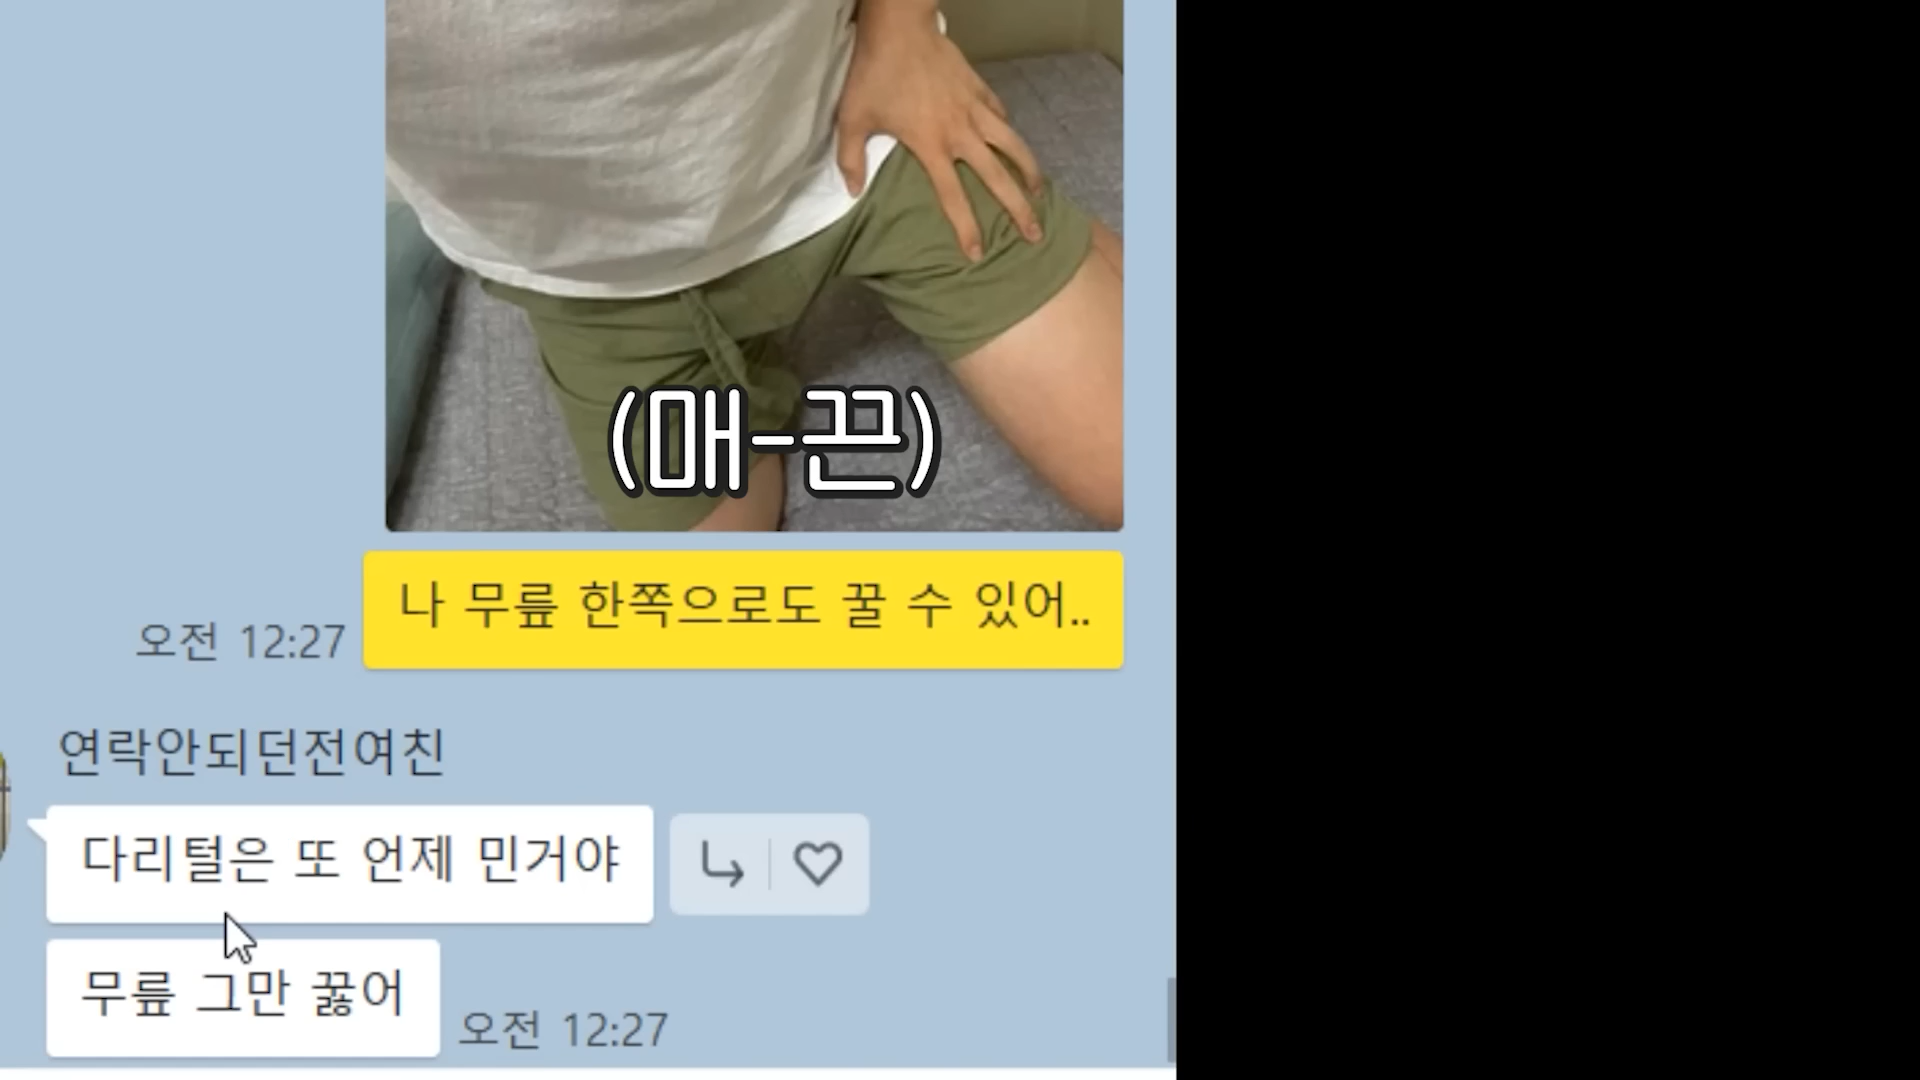 (매-끈)
나 무릎 한쪽으로도 꿀 수 있어..
오전 12:27
연락안되던전여친
다리털은 또 언제 민거야
무릎 그만 꿇어
오전 12:27